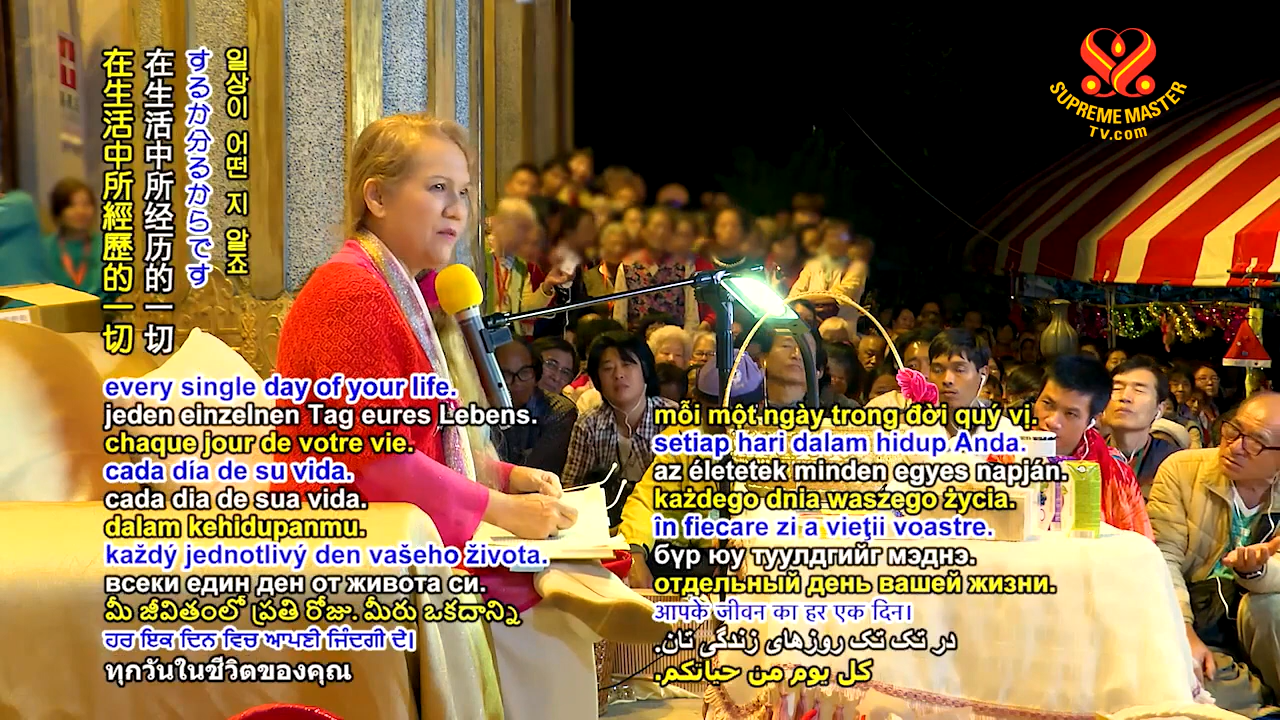 SUPREME MASTER
TV.com
일상이 어떤 지 알죠
するか分るからです
在生活中所经历的一切
在生活中所經歷的一切
every single day of your life.
jeden einzelnen Tag eures Lebens.
chaque jour de votre vie.
cada día de su vida.
cada dia de sua vida.
dalam kehidupanmu.
každý jednotlivý den vašeho života.
всеки един ден от живота си.
మీ జీవితంలో ప్రతి రోజు. మీరు ఒకదాన్ని
ਹਰ ਇਕ ਦਿਨ ਵਿਚ ਆਪਣੀ ਜਿੰਦਗੀ ਦੇ।
ทุกวันในชีวิตของคุณ
mỗi một ngày trong đời quý vị.
setiap hari dalam hidup Anda.
az életetëk minden egyes napján.
każdego dnia waszego życia.
în fiecare zi a vieţii voastre.
бүр юу туулдгийг мэднэ.
отдельный день вашей жизни.
आपके जीवन का हर एक दिन।
در تک تک روزهای زندگی تان.
كل يوم من حياتكم.